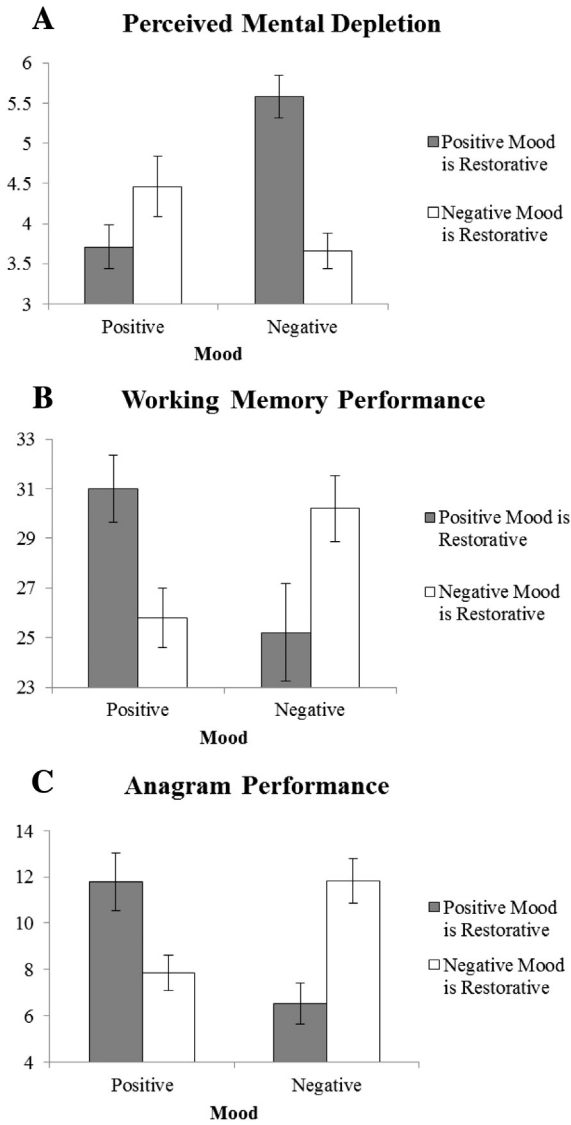 A
Perceived Mental Depletion
6
5.5
5
4.5
4
3.5
3
Positive
Negative
Mood
Positive Mood
is Restorative
Negative Mood
is Restorative
B
Working Memory Performance
33
31
29
27
25
23
Positive
Negative
Mood
Positive Mood is
Restorative
Negative Mood
is Restorative
C
Anagram Performance
14
12
10
8
6
4
Positive
Negative
Mood
Positive Mood
is Restorative
Negative Mood
is Restorative